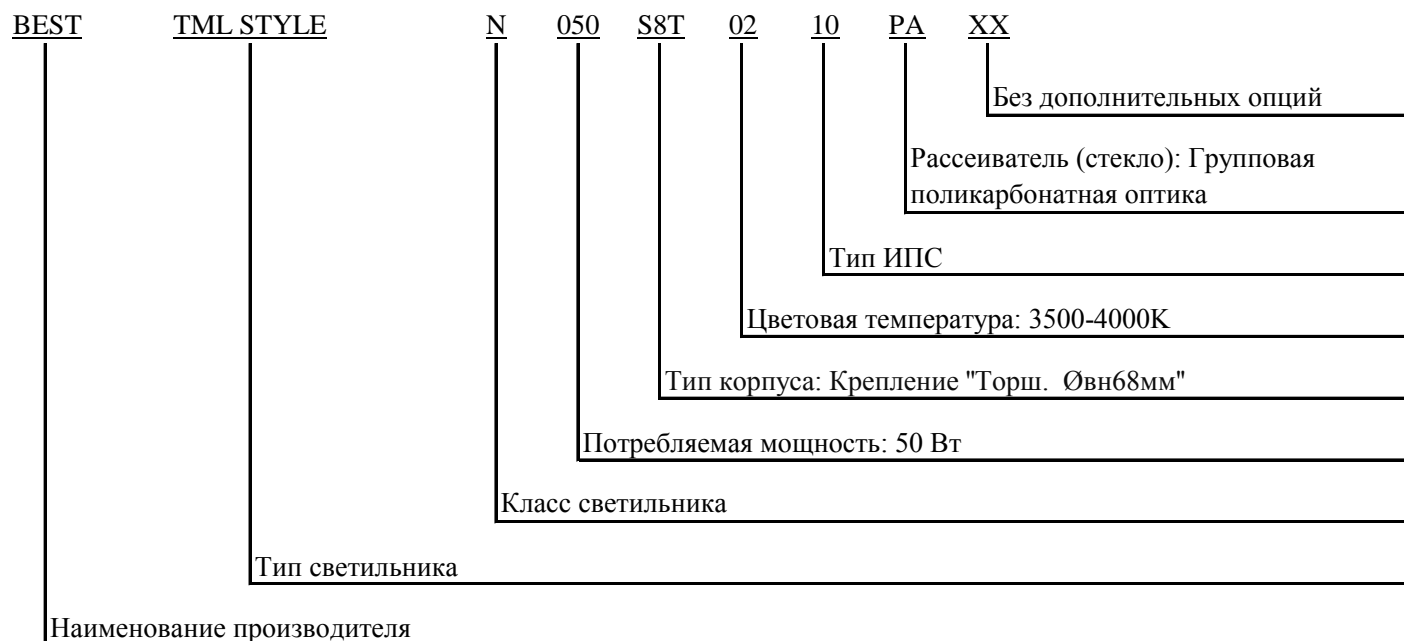 BEST TML STYLE N 050 S8T 02 10 PA XX
Без дополнительных опций
Рассеиватель (стекло): Групповая
поликарбонатная оптика
Тип ИПС
Цветовая температура: 3500-4000К
Тип корпуса: Крепление "Торш. Øвн68мм"
Потребляемая мощность: 50 Вт
Класс светильника
Тип светильника
Наименование производителя